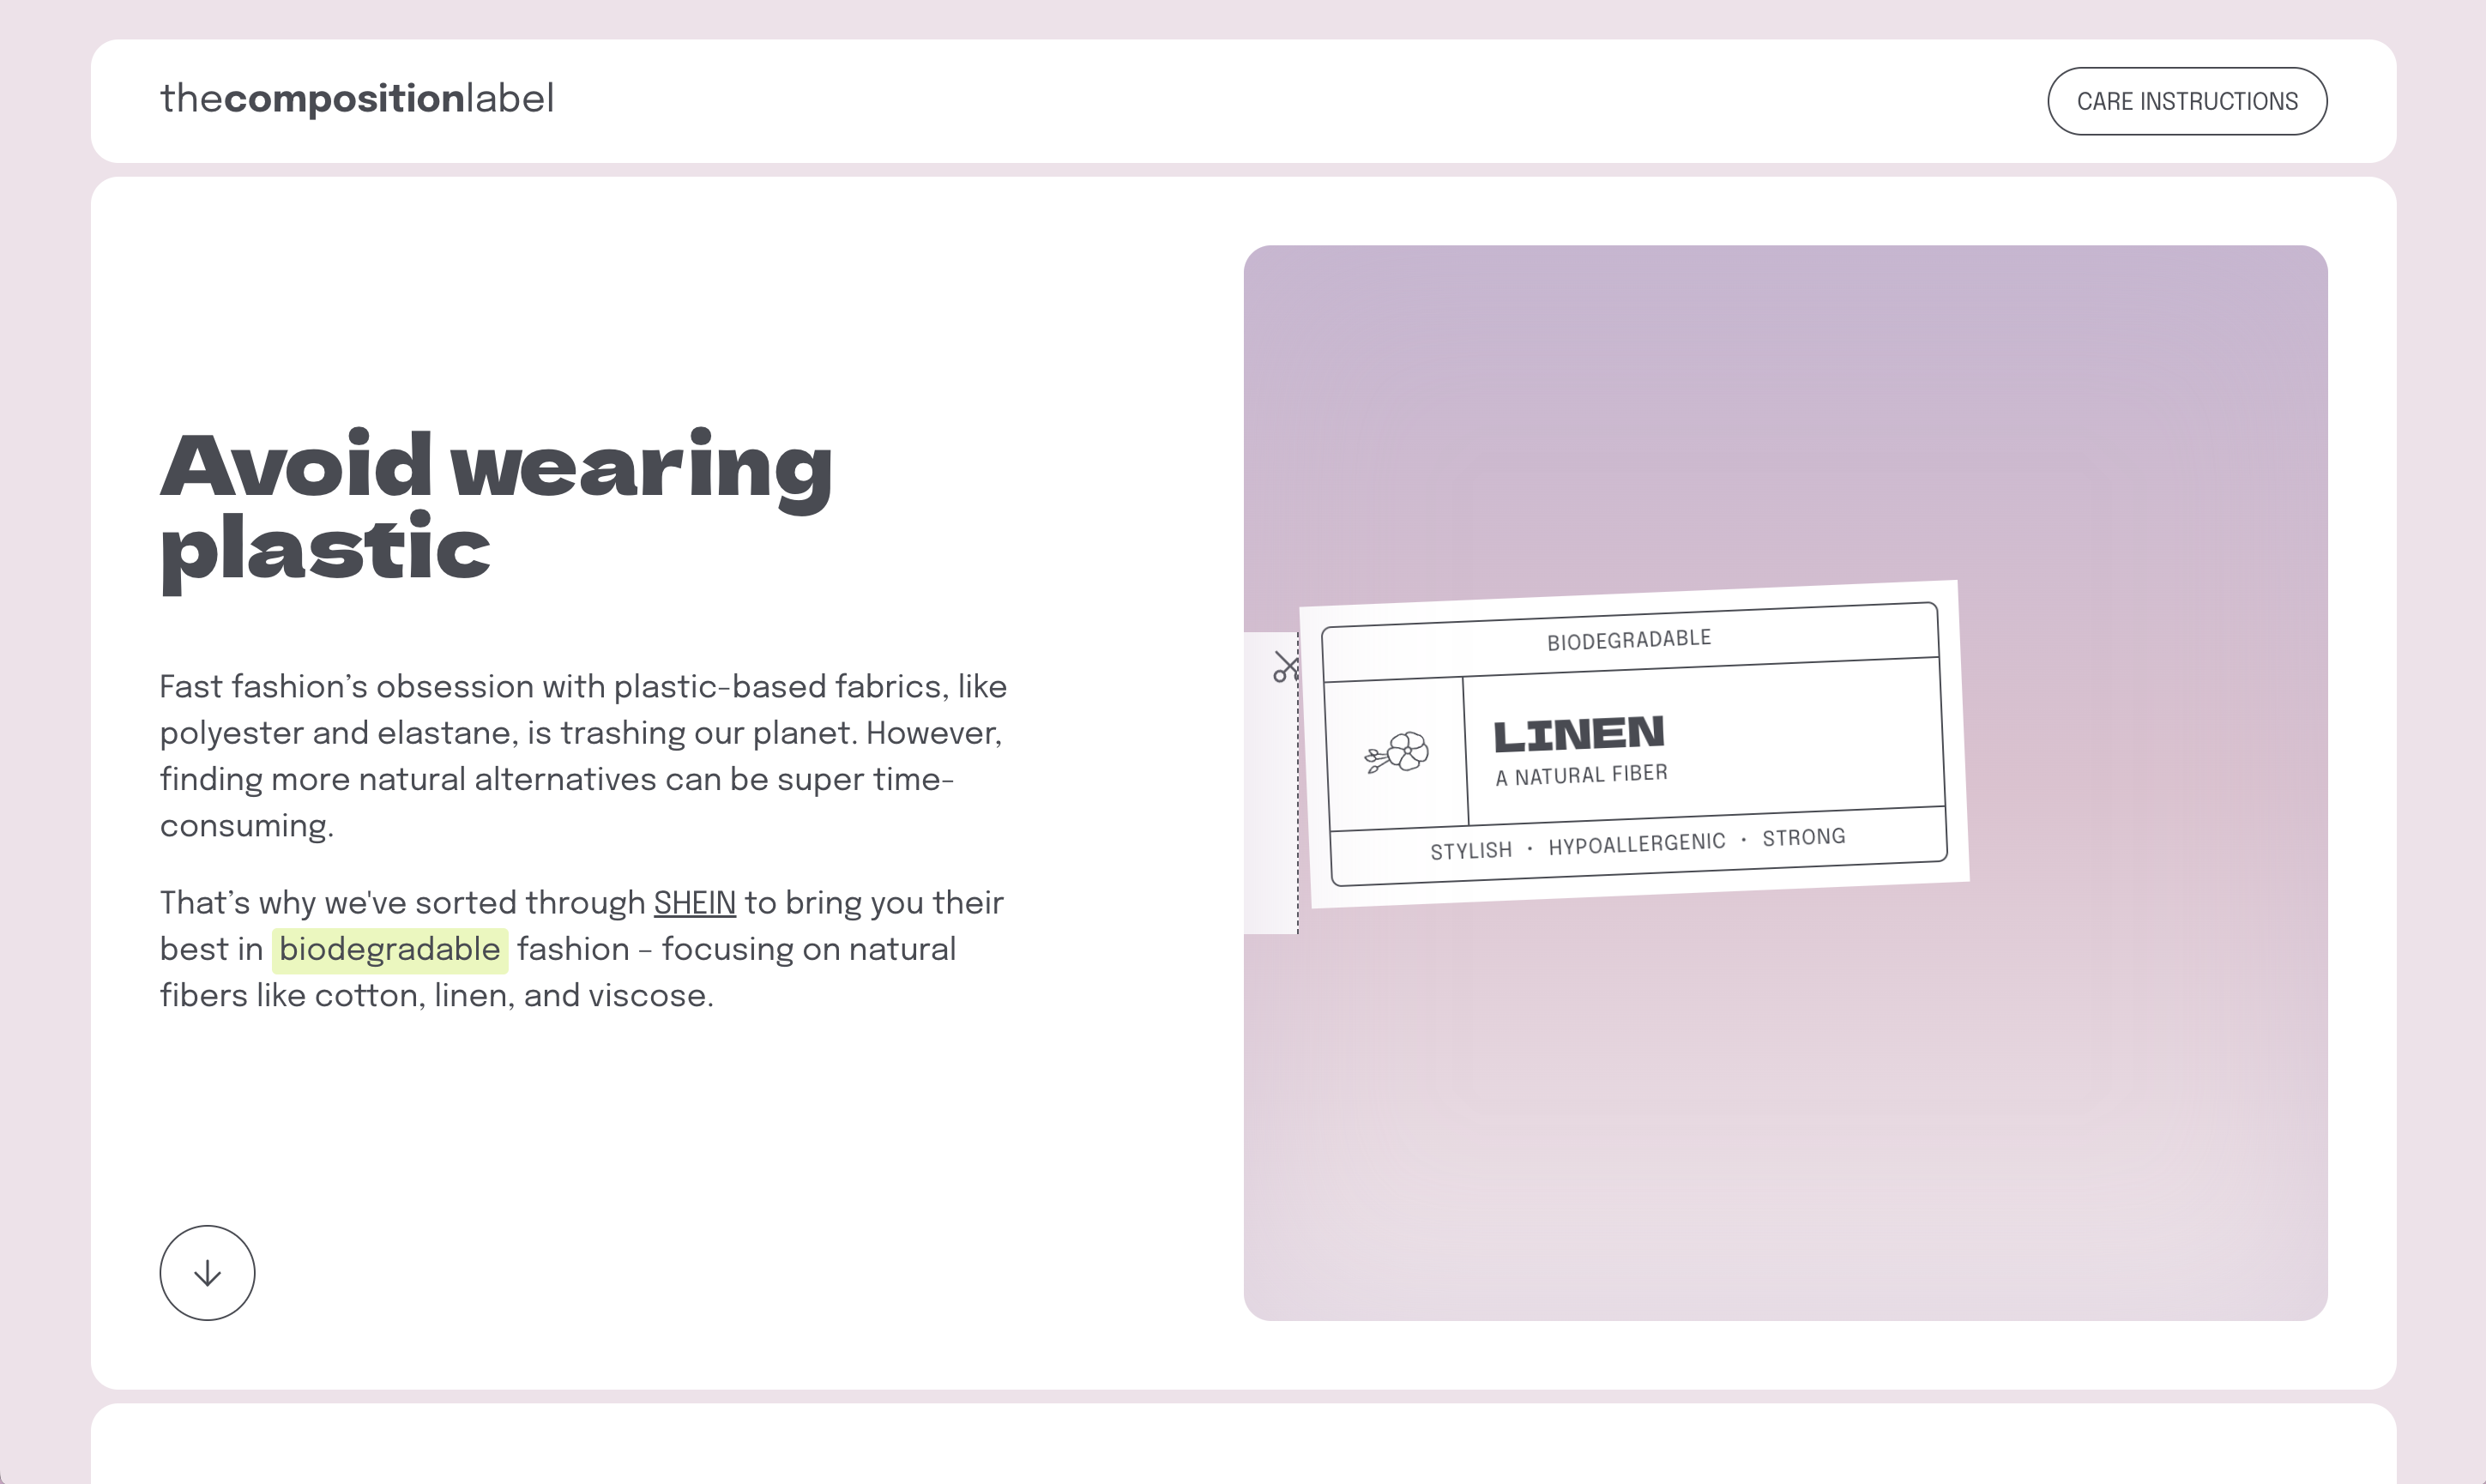 thecompositionlabel
CARE INSTRUCTIONS
Avoid wearing
plastic
Fast fashion’s obsession with plastic-based fabrics, like
polyester and elastane, is trashing our planet. However,
finding more natural alternatives can be super time-
consuming.
That’s why we've sorted through SHEIN to bring you their
best in biodegradable fashion – focusing on natural
fibers like cotton, linen, and viscose.
BIODEGRADABLE
LINEN
A NATURAL FIBER
STYLISH • HYPOALLERGENIC • STRONG